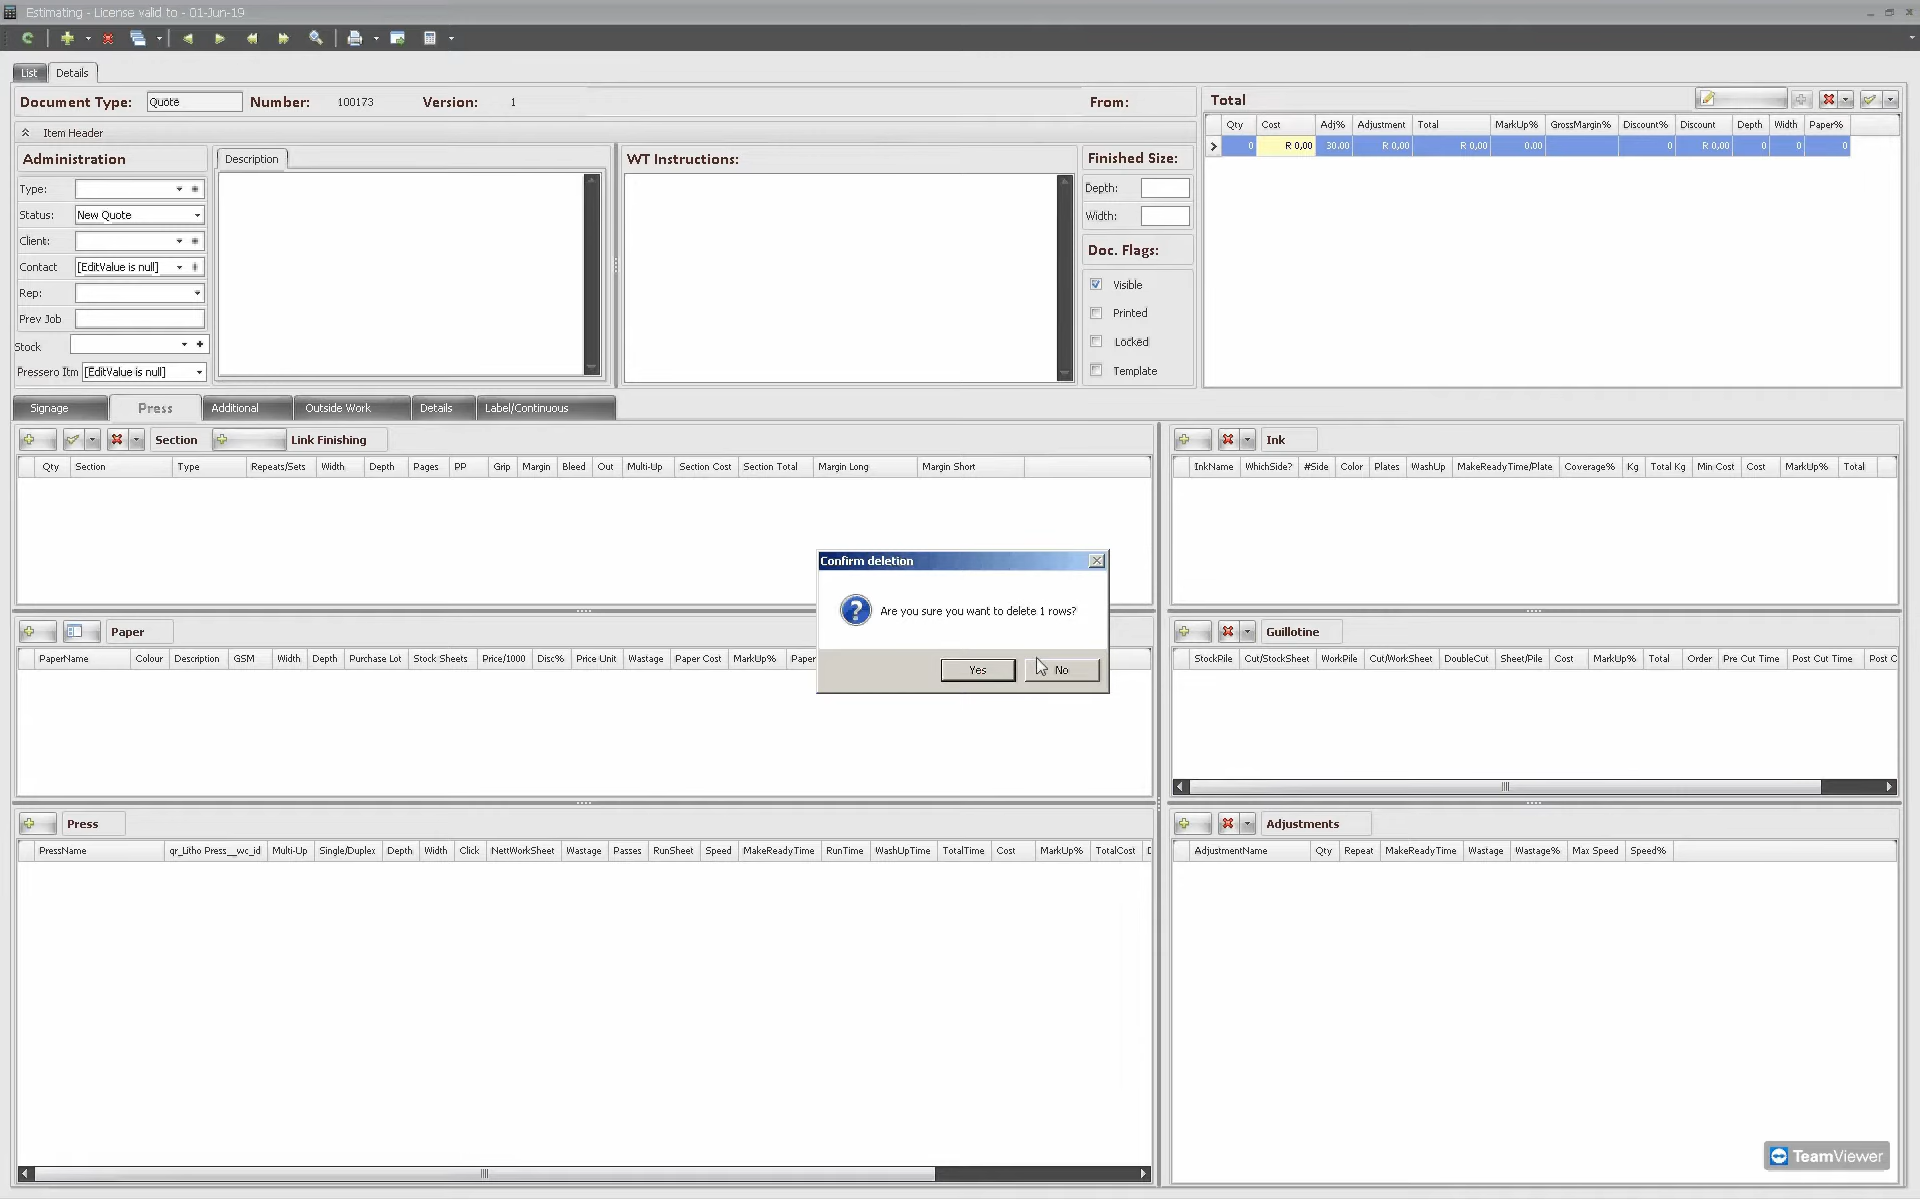 Estimating - License valid to - 01-Jun-19
List Details
Document Type: Quote Number: 100173 Version: 1 From:
Total
Qty Cost Adj% Adjustment Total MarkUp% GrossMargin% Discount% Discount Depth Width Paper%
0 R 0,00 30.00 R 0,00 R 0,00 0.00 0 R 0,00 0 0 0
Item Header
Administration
Type:
Status: New Quote
Client:
Contact [EditValue is null]
Rep:
Prev Job
Stock
Pressero Itm [EditValue is null]
Description
WT Instructions:
Finished Size:
Depth:
Width:
Doc. Flags:
Visible
Printed
Locked
Template
Signage Press Additional Outside Work Details Label/Continuous
Section Link Finishing
Qty Section Type Repeats/Sets Width Depth Pages PP Grip Margin Bleed Out Multi-Up Section Cost Section Total Margin Long Margin Short
Ink
InkName WhichSide? #Side Color Plates WashUp MakeReadyTime/Plate Coverage% Kg Total Kg Min Cost Cost MarkUp% Total
Confirm deletion
Are you sure you want to delete 1 rows?
Yes No
Paper
PaperName Colour Description GSM Width Depth Purchase Lot Stock Sheets Price/1000 Disc% Price Unit Wastage Paper Cost MarkUp% Paper
Guillotine
StockPile Cut/StockSheet WorkPile Cut/WorkSheet DoubleCut Sheet/Pile Cost MarkUp% Total Order Pre Cut Time Post Cut Time Post C
Press
PressName qr_Litho Press__wc_id Multi-Up Single/Duplex Depth Width Click NettWorkSheet Wastage Passes RunSheet Speed MakeReadyTime RunTime WashUpTime TotalTime Cost MarkUp% TotalCost
Adjustments
AdjustmentName Qty Repeat MakeReadyTime Wastage Wastage% Max Speed Speed%
TeamViewer